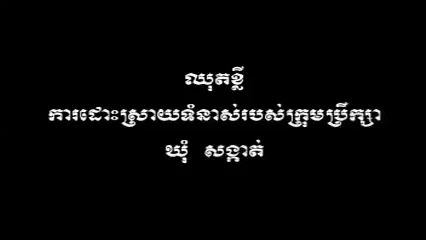 ឈុតខ្លី
ការដោះស្រាយទំនាស់របស់ក្រុមប្រឹក្សា
ឃុំ សង្កាត់